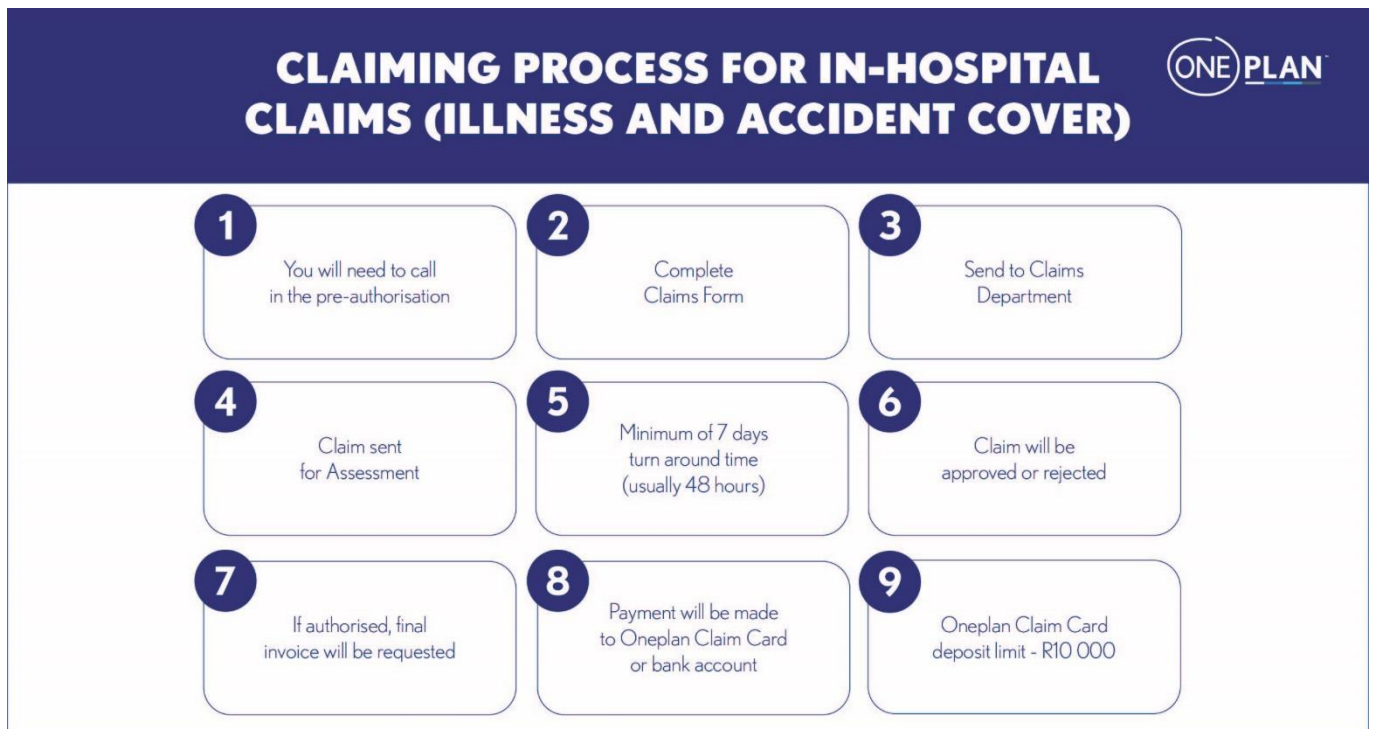 CLAIMING PROCESS FOR IN-HOSPITAL
CLAIMS (ILLNESS AND ACCIDENT COVER)
ONE PLAN
1
You will need to call
in the pre-authorisation
2
Complete
Claims Form
3
Send to Claims
Department
4
Claim sent
for Assessment
5
Minimum of 7 days
turn around time
(usually 48 hours)
6
Claim will be
approved or rejected
7
If authorised, final
invoice will be requested
8
Payment will be made
to Oneplan Claim Card
or bank account
9
Oneplan Claim Card
deposit limit - R10 000